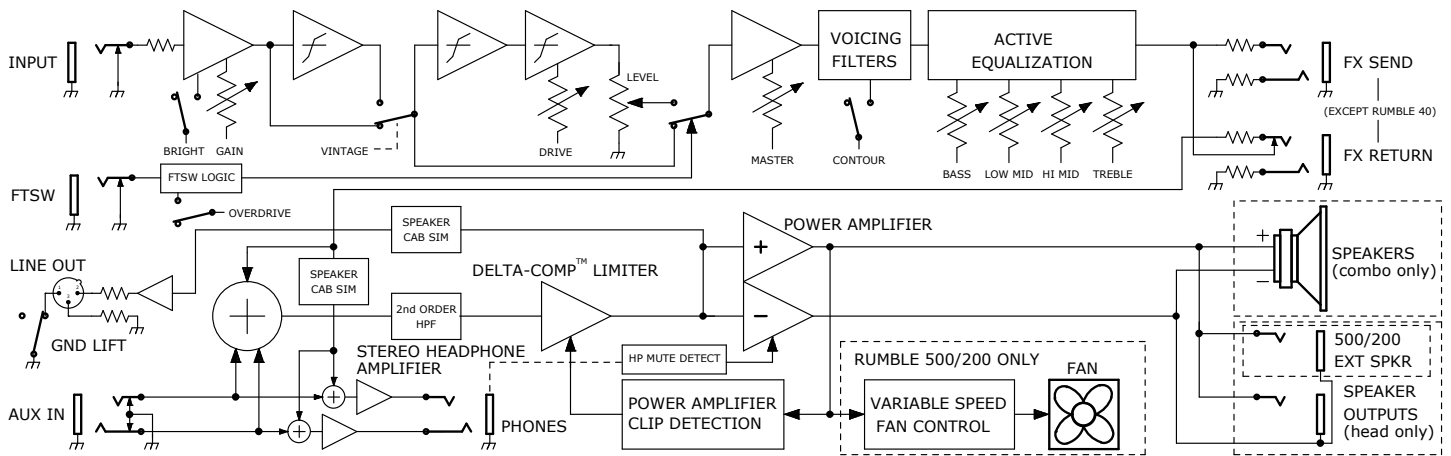 INPUT
BRIGHT
GAIN
VINTAGE
DRIVE
LEVEL
MASTER
VOICING
FILTERS
CONTOUR
ACTIVE
EQUALIZATION
BASS
LOW MID
HI MID
TREBLE
FX SEND
(EXCEPT RUMBLE 40)
FX RETURN
FTSW
FTSW LOGIC
OVERDRIVE
SPEAKER
CAB SIM
POWER AMPLIFIER
+
−
LINE OUT
1
2
3
GND LIFT
SPEAKER
CAB SIM
2nd ORDER
HPF
DELTA-COMP™ LIMITER
+
−
SPEAKERS
(combo only)
STEREO HEADPHONE
AMPLIFIER
HP MUTE DETECT
AUX IN
PHONES
POWER AMPLIFIER
CLIP DETECTION
RUMBLE 500/200 ONLY
VARIABLE SPEED
FAN CONTROL
FAN
500/200
EXT SPKR
SPEAKER
OUTPUTS
(head only)